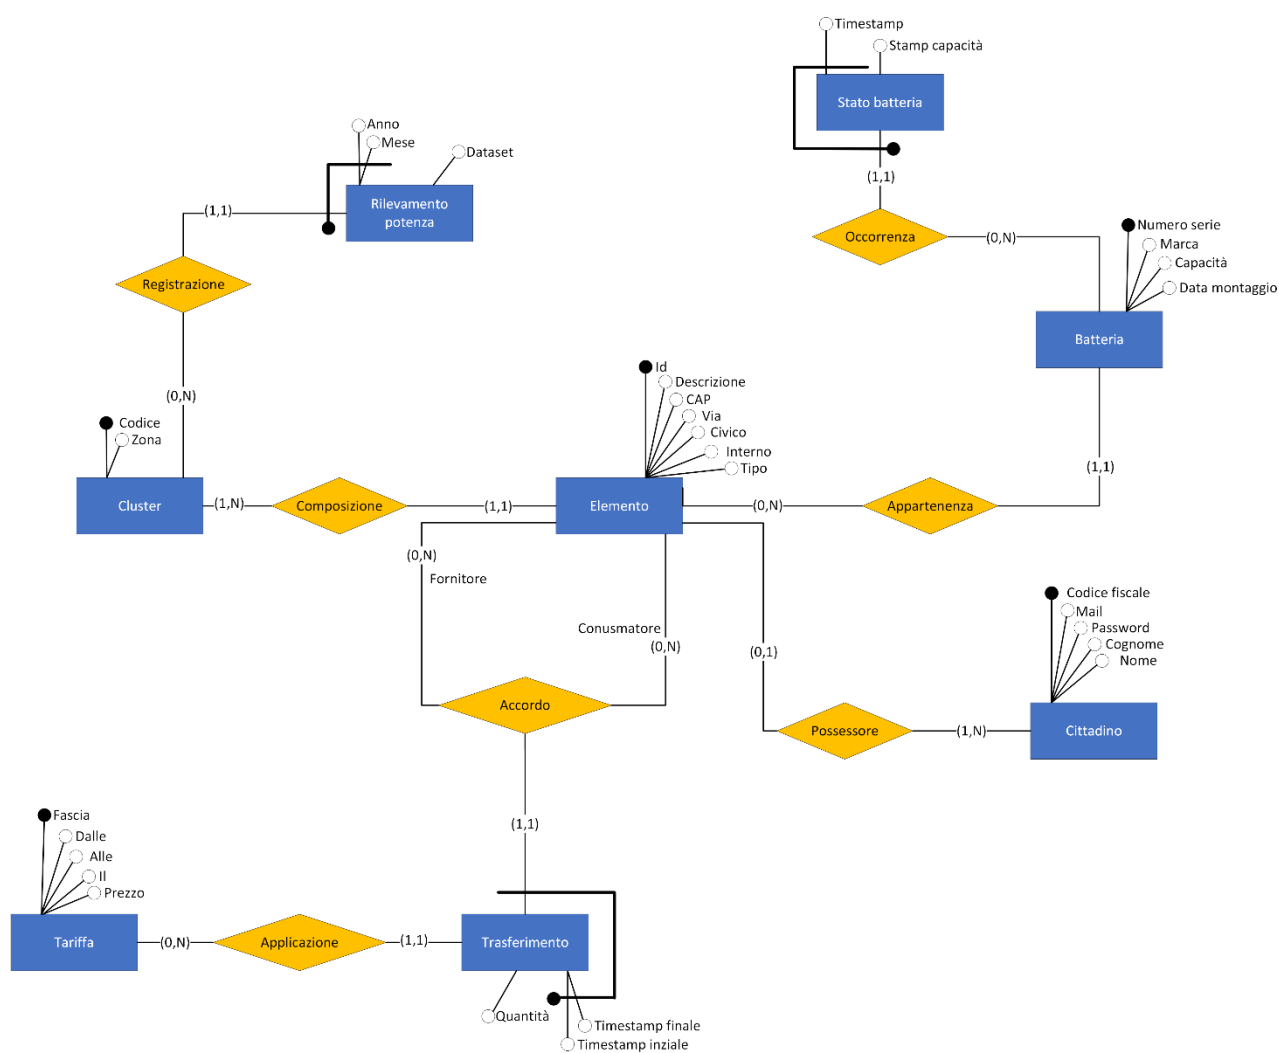 Timestamp
Stamp capacità
Stato batteria
(1,1)
Anno
Mese
Dataset
Rilevamento
potenza
(1,1)
Registrazione
(0,N)
Occorrenza
(0,N)
Numero serie
Marca
Capacità
Data montaggio
Batteria
(1,1)
Id
Descrizione
CAP
Via
Civico
Interno
Tipo
Codice
Zona
Cluster
(1,N)
Composizione
(1,1)
Elemento
(0,N)
Appartenenza
(0,N)
Fornitore
Conusmatore
(0,N)
(0,1)
Codice fiscale
Mail
Password
Cognome
Nome
Accordo
Possessore
(1,N)
Cittadino
(1,1)
Fascia
Dalle
Alle
Il
Prezzo
Tariffa
(0,N)
Applicazione
(1,1)
Trasferimento
Quantità
Timestamp finale
Timestamp inziale